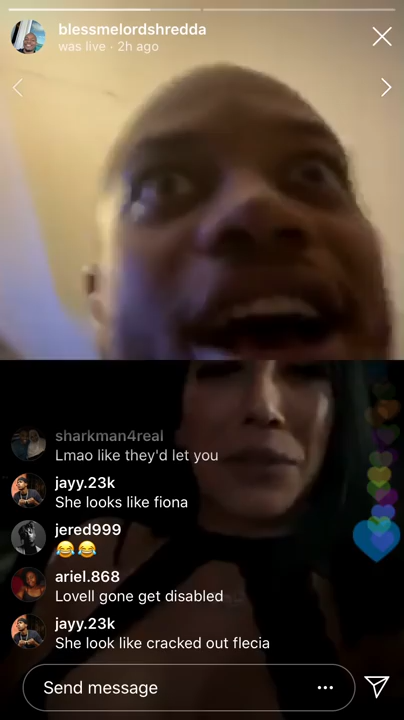 blessmelordshredda
was live · 2h ago
sharkman4real
Lmao like they'd let you
jayy.23k
She looks like fiona
jered999
😂😂
ariel.868
Lovell gone get disabled
jayy.23k
She look like cracked out flecia
Send message